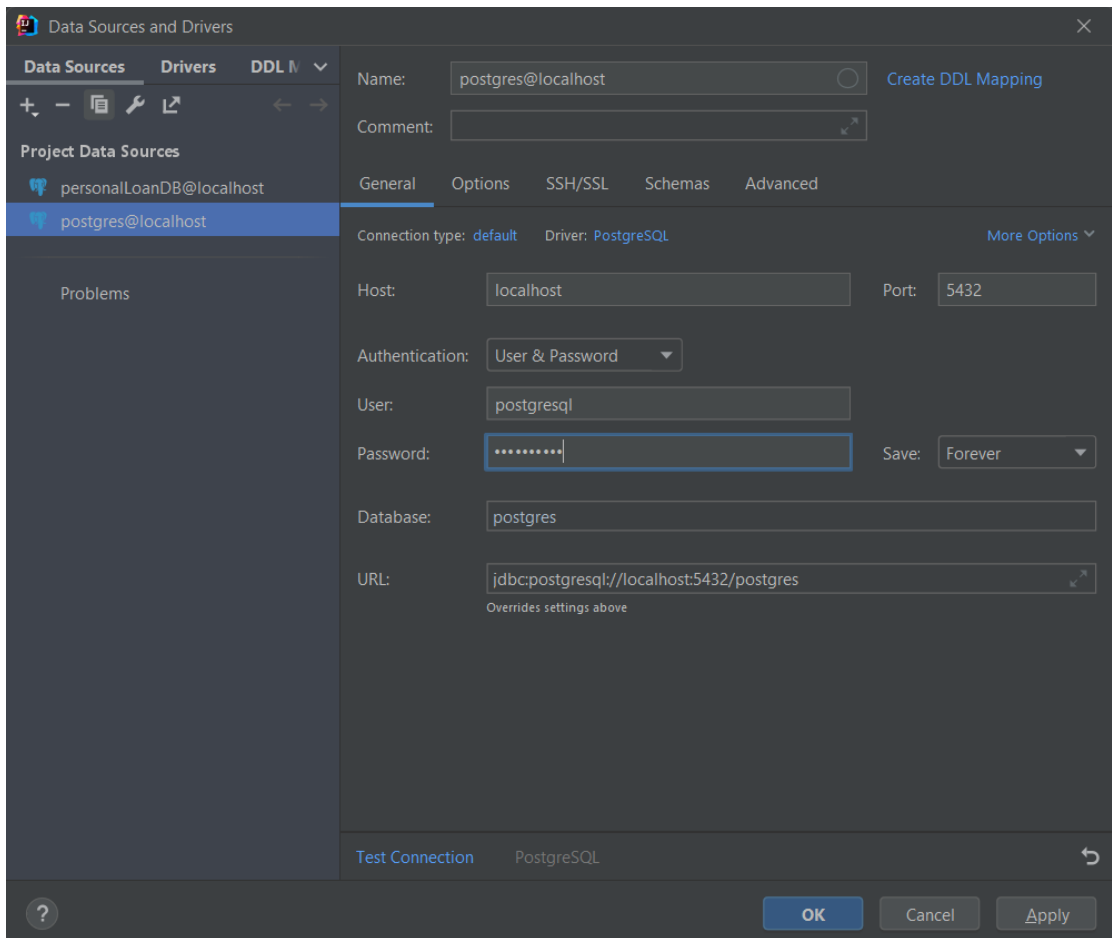 Data Sources and Drivers
Data Sources Drivers DDL M
Project Data Sources
personalLoanDB@localhost
postgres@localhost
Problems
Name: postgres@localhost Create DDL Mapping
Comment:
General Options SSH/SSL Schemas Advanced
Connection type: default Driver: PostgreSQL More Options
Host: localhost Port: 5432
Authentication: User & Password
User: postgresql
Password: •••••••••• Save: Forever
Database: postgres
URL: jdbc:postgresql://localhost:5432/postgres
Overrides settings above
Test Connection PostgreSQL
? OK Cancel Apply